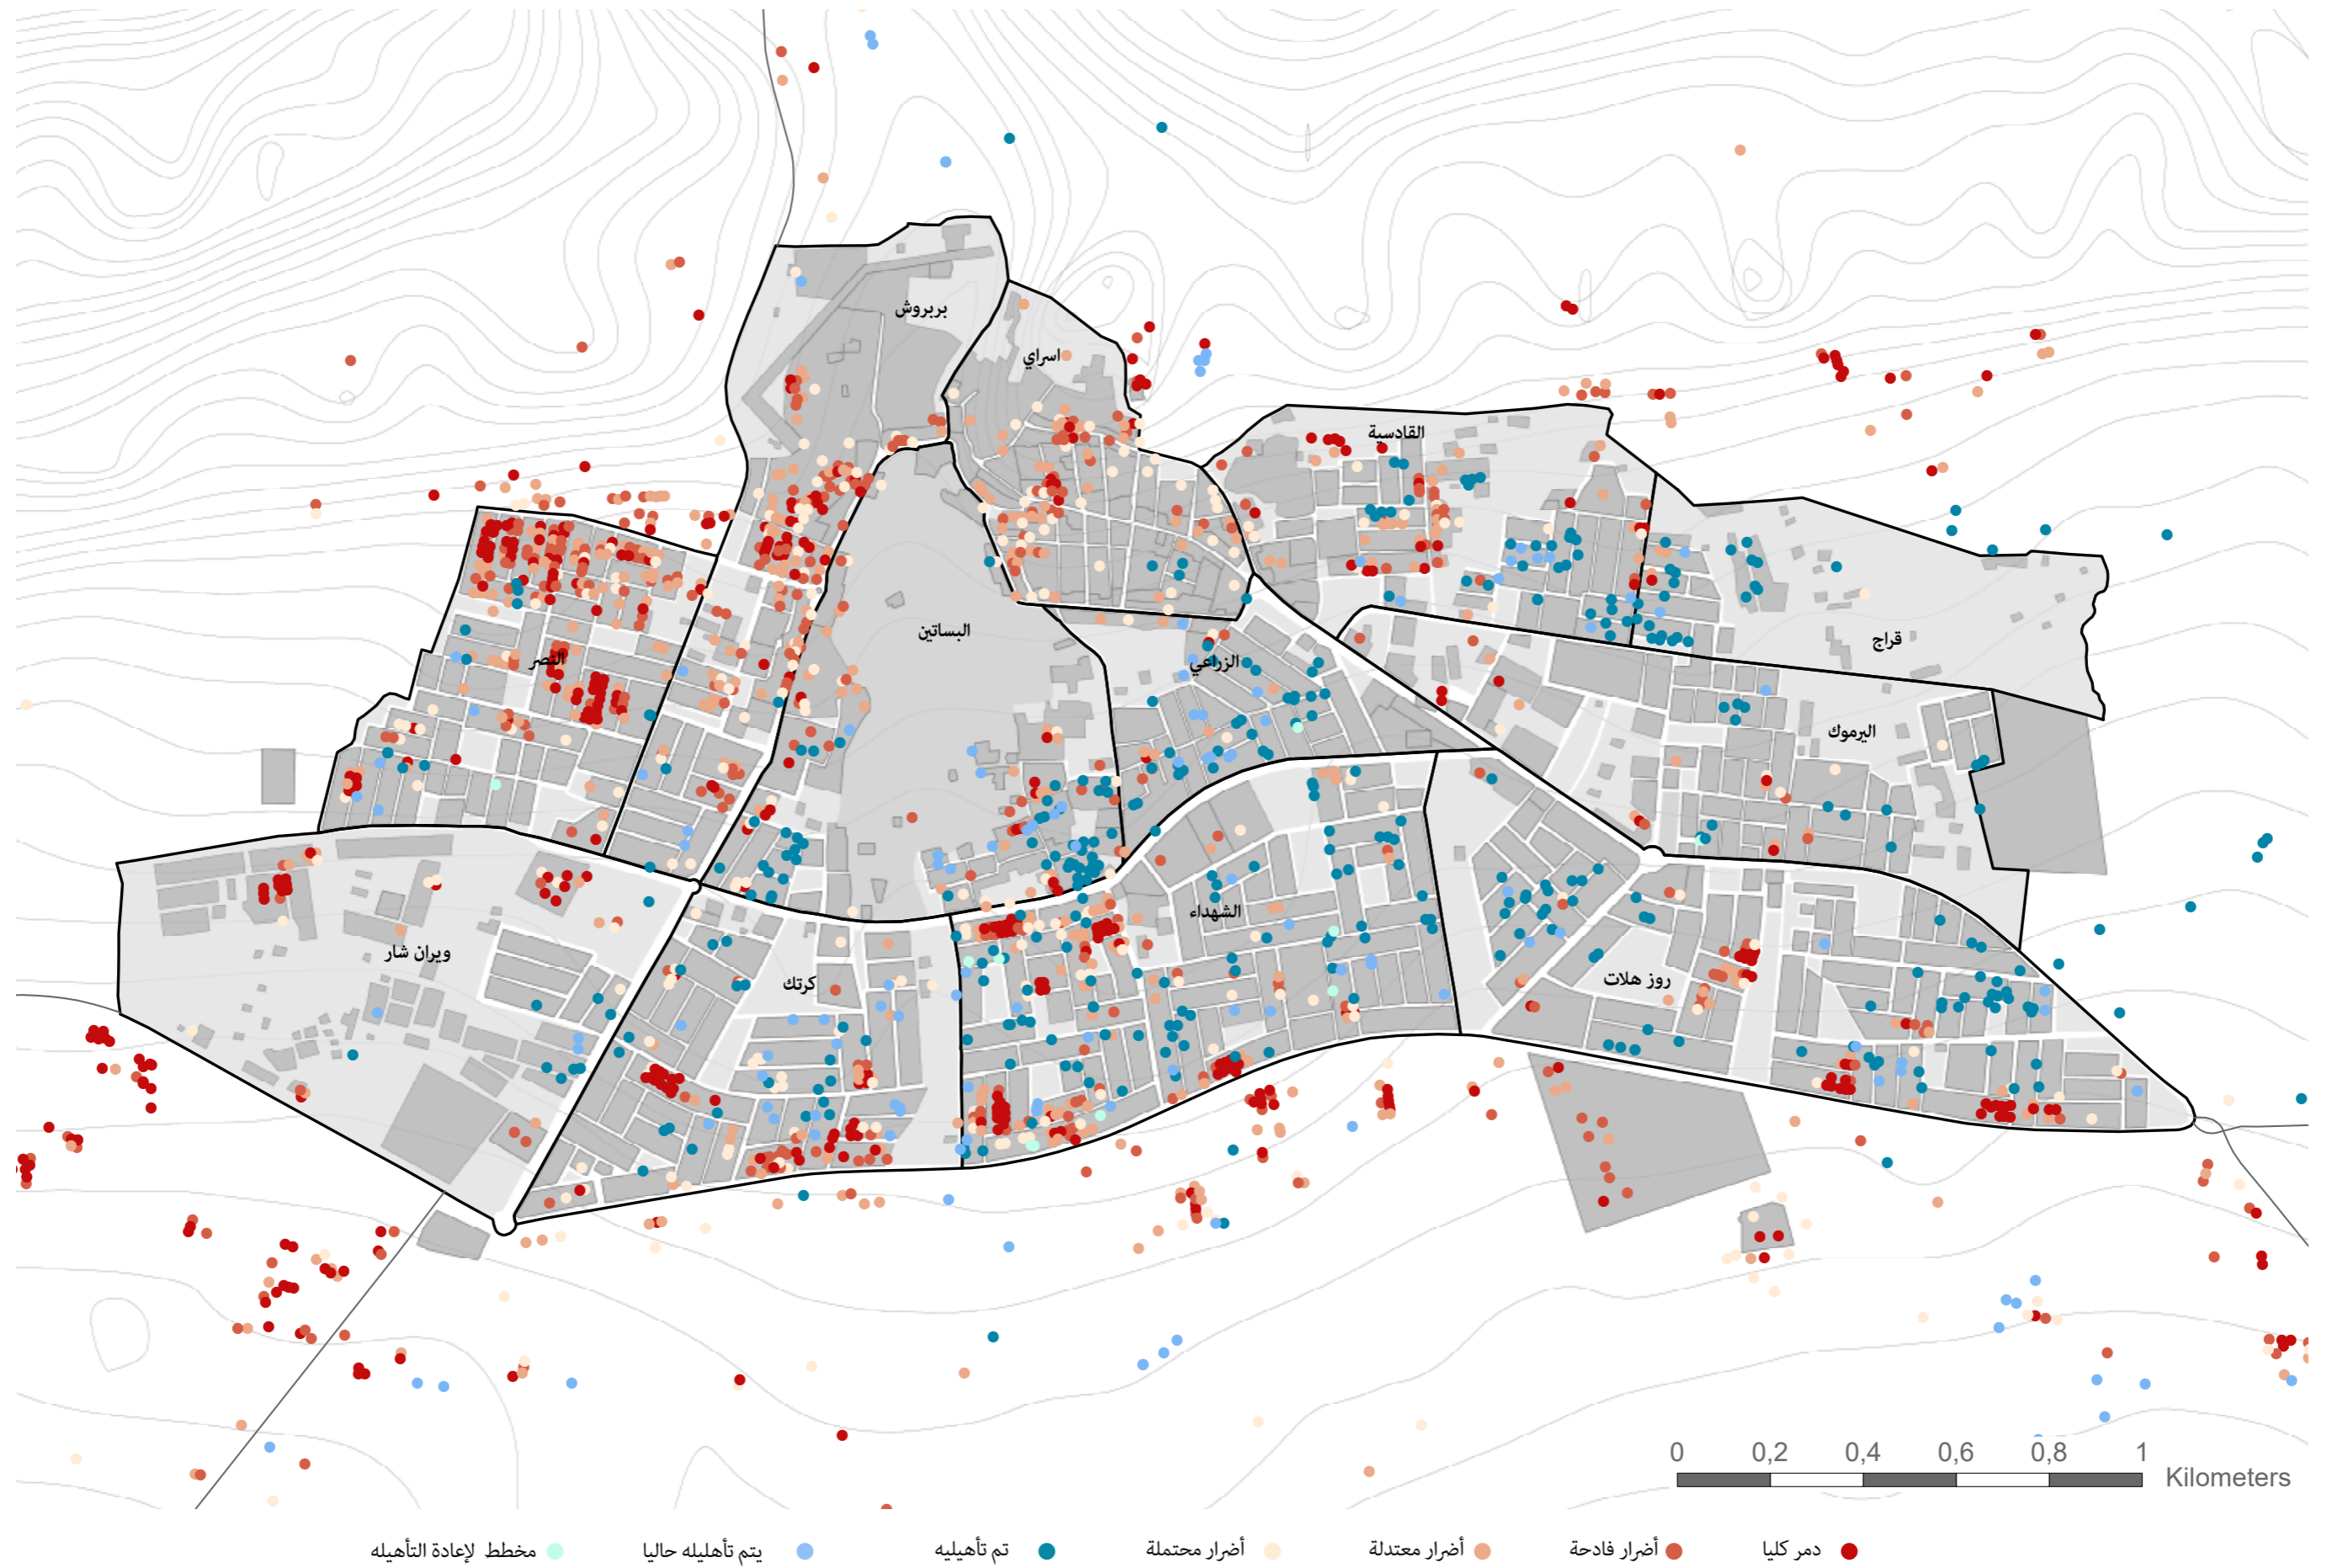 بربروش
اسراي
القادسية
البساتين
الزراعي
قراج
النصر
اليرموك
الشهداء
ويران شار
كرتك
روز هلات
0 0,2 0,4 0,6 0,8 1
Kilometers
دمر كليا
أضرار فادحة
أضرار معتدلة
أضرار محتملة
تم تأهيليه
يتم تأهليله حاليا
مخطط لإعادة التأهيله